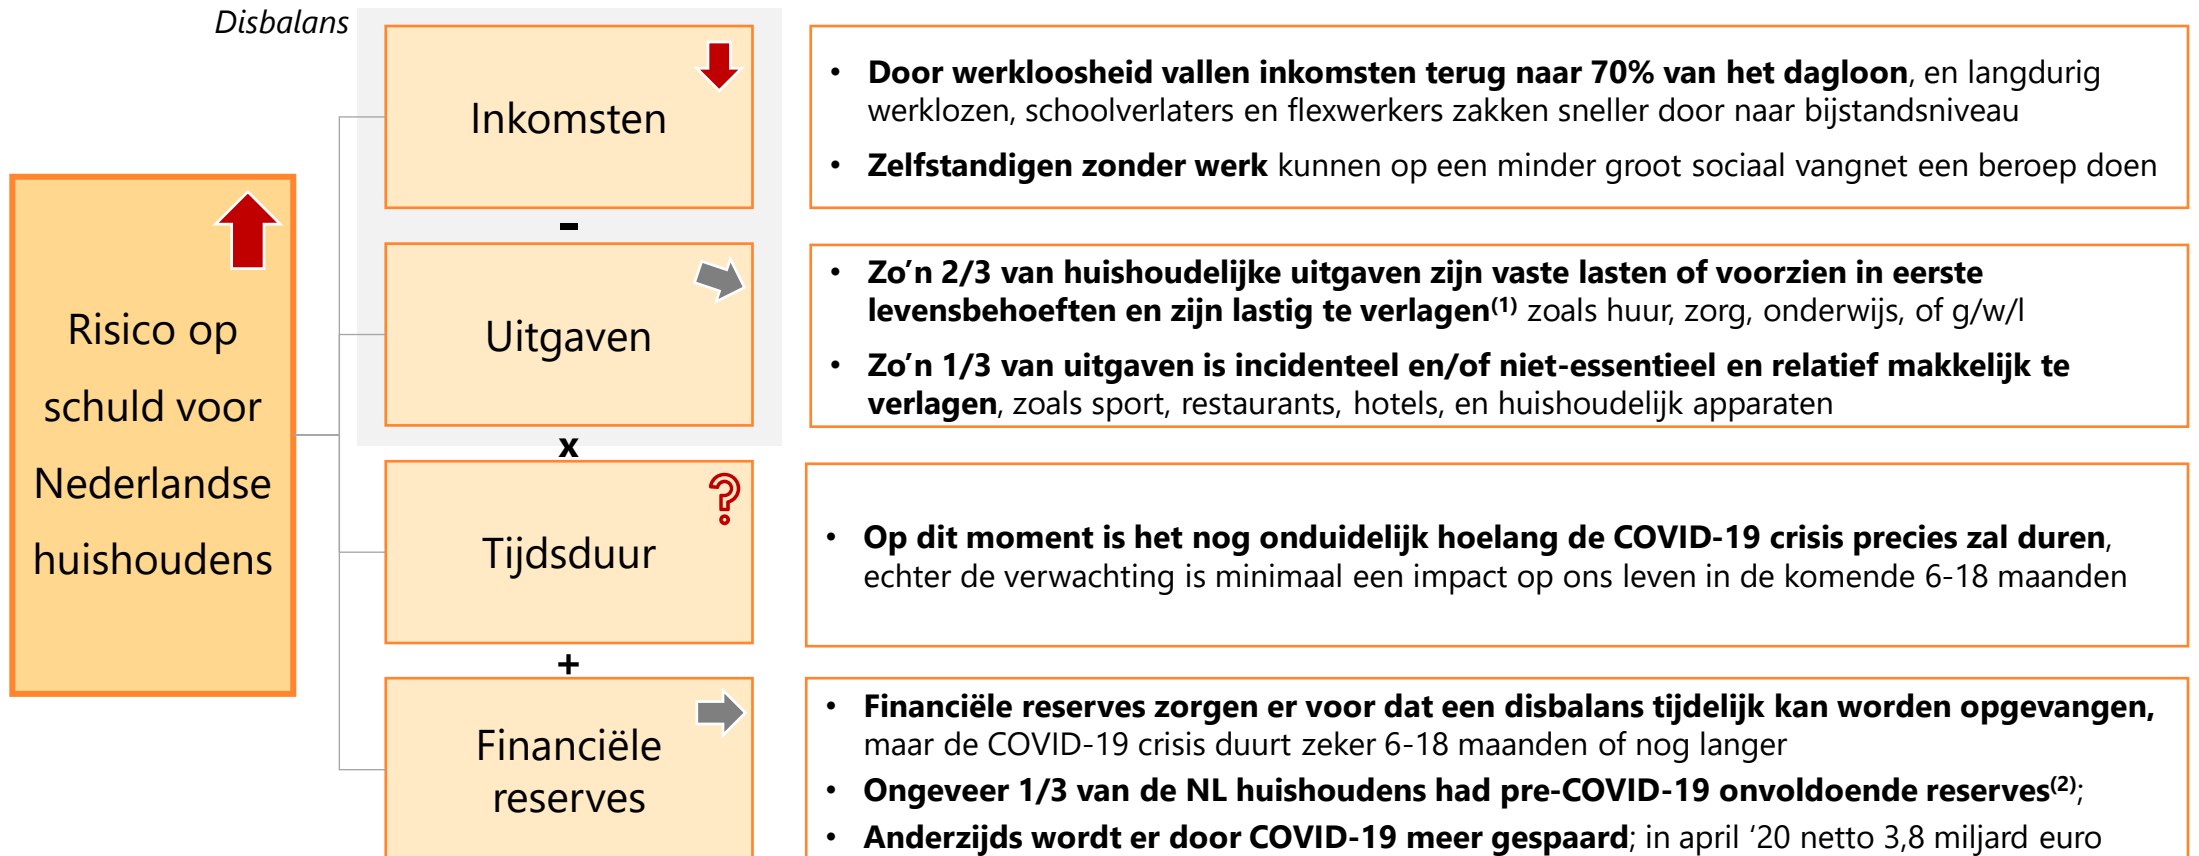 Disbalans
Risico op
schuld voor
Nederlandse
huishoudens
Inkomsten
• Door werkloosheid vallen inkomsten terug naar 70% van het dagloon, en langdurig
werklozen, schoolverlaters en flexwerkers zakken sneller door naar bijstandsniveau
• Zelfstandigen zonder werk kunnen op een minder groot sociaal vangnet een beroep doen
-
Uitgaven
• Zo’n 2/3 van huishoudelijke uitgaven zijn vaste lasten of voorzien in eerste
levensbehoeften en zijn lastig te verlagen(1) zoals huur, zorg, onderwijs, of g/w/l
• Zo’n 1/3 van uitgaven is incidenteel en/of niet-essentieel en relatief makkelijk te
verlagen, zoals sport, restaurants, hotels, en huishoudelijk apparaten
x
Tijdsduur
?
• Op dit moment is het nog onduidelijk hoelang de COVID-19 crisis precies zal duren,
echter de verwachting is minimaal een impact op ons leven in de komende 6-18 maanden
+
Financiële
reserves
• Financiële reserves zorgen er voor dat een disbalans tijdelijk kan worden opgevangen,
maar de COVID-19 crisis duurt zeker 6-18 maanden of nog langer
• Ongeveer 1/3 van de NL huishoudens had pre-COVID-19 onvoldoende reserves(2);
• Anderzijds wordt er door COVID-19 meer gespaard; in april ‘20 netto 3,8 miljard euro